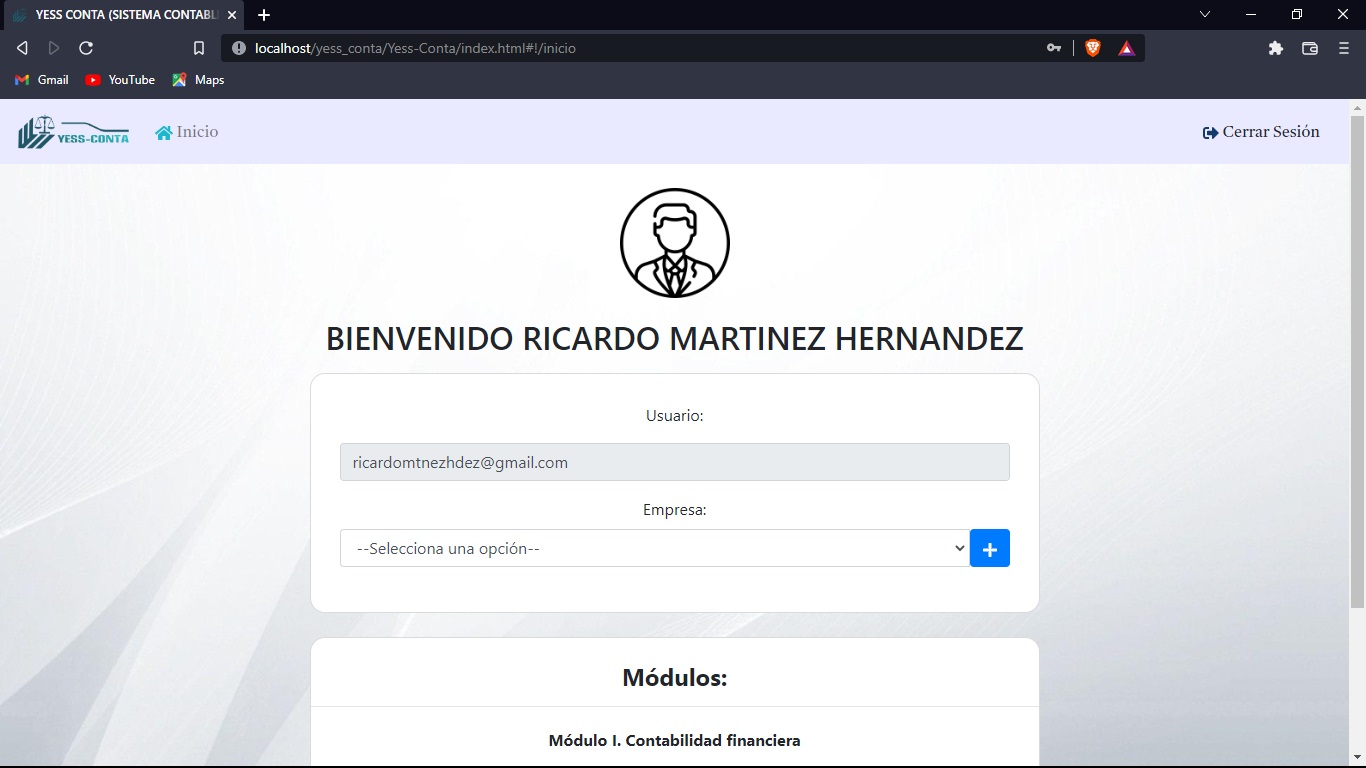 YESS CONTA (SISTEMA CONTABL
localhost/yess_conta/Yess-Conta/index.html#!/inicio
Gmail YouTube Maps
YESS-CONTA Inicio Cerrar Sesión
BIENVENIDO RICARDO MARTINEZ HERNANDEZ
Usuario:
ricardomtnezhdez@gmail.com
Empresa:
--Selecciona una opción--
Módulos:
Módulo I. Contabilidad financiera